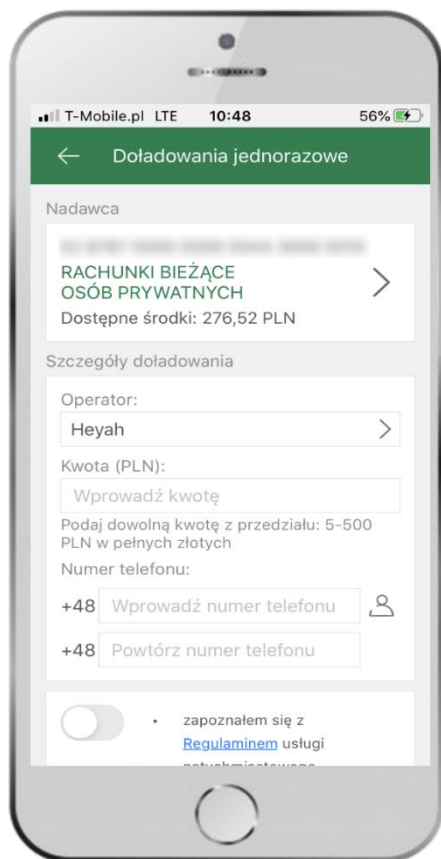 T-Mobile.pl LTE 10:48 56%
Doładowania jednorazowe
Nadawca
RACHUNKI BIEŻĄCE
OSÓB PRYWATNYCH
Dostępne środki: 276,52 PLN
Szczegóły doładowania
Operator:
Heyah
Kwota (PLN):
Wprowadź kwotę
Podaj dowolną kwotę z przedziału: 5-500
PLN w pełnych złotych
Numer telefonu:
+48 Wprowadź numer telefonu
+48 Powtórz numer telefonu
• zapoznałem się z
Regulaminem usługi